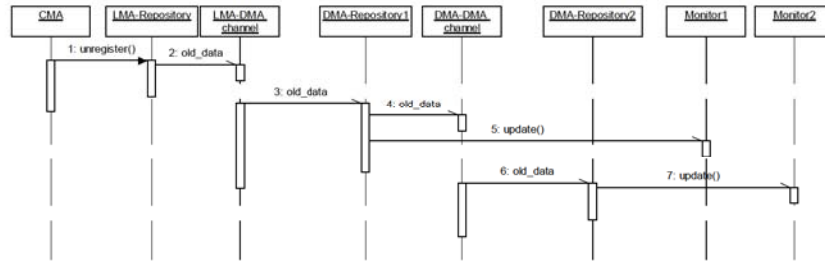 CMA
LMA-Repository
LMA-DMA
channel
DMA-Repository1
DMA-DMA
channel
DMA-Repository2
Monitor1
Monitor2
1: unregister()
2: old_data
3: old_data
4: old_data
5: update()
6: old_data
7: update()